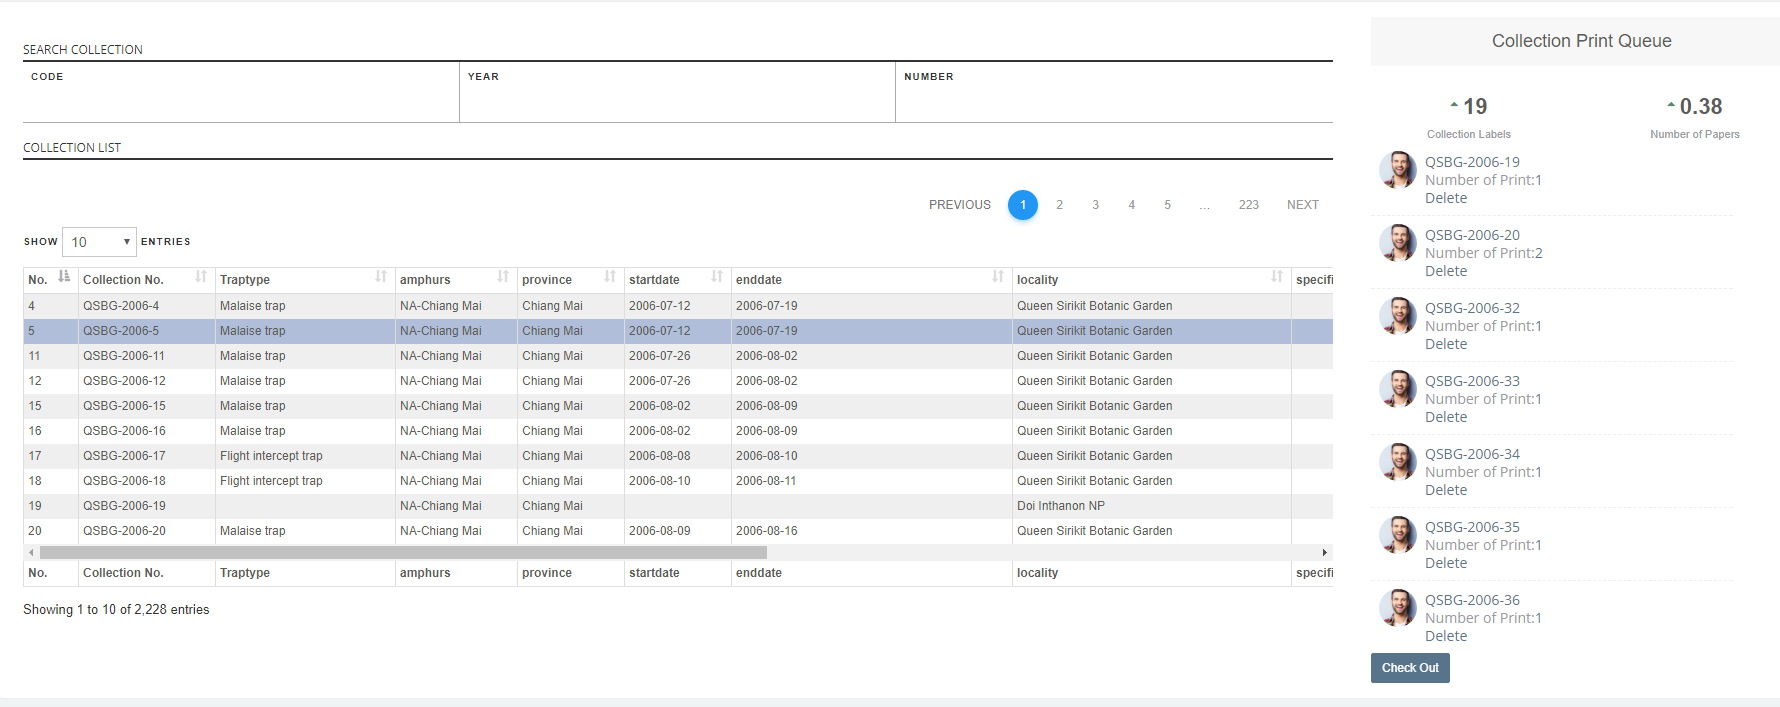 SEARCH COLLECTION
CODE YEAR NUMBER
COLLECTION LIST
PREVIOUS 1 2 3 4 5 ... 223 NEXT
SHOW 10 ENTRIES
No. Collection No. Traptype amphurs province startdate enddate locality specifi
4 QSBG-2006-4 Malaise trap NA-Chiang Mai Chiang Mai 2006-07-12 2006-07-19 Queen Sirikit Botanic Garden
5 QSBG-2006-5 Malaise trap NA-Chiang Mai Chiang Mai 2006-07-12 2006-07-19 Queen Sirikit Botanic Garden
11 QSBG-2006-11 Malaise trap NA-Chiang Mai Chiang Mai 2006-07-26 2006-08-02 Queen Sirikit Botanic Garden
12 QSBG-2006-12 Malaise trap NA-Chiang Mai Chiang Mai 2006-07-26 2006-08-02 Queen Sirikit Botanic Garden
15 QSBG-2006-15 Malaise trap NA-Chiang Mai Chiang Mai 2006-08-02 2006-08-09 Queen Sirikit Botanic Garden
16 QSBG-2006-16 Malaise trap NA-Chiang Mai Chiang Mai 2006-08-02 2006-08-09 Queen Sirikit Botanic Garden
17 QSBG-2006-17 Flight intercept trap NA-Chiang Mai Chiang Mai 2006-08-08 2006-08-10 Queen Sirikit Botanic Garden
18 QSBG-2006-18 Flight intercept trap NA-Chiang Mai Chiang Mai 2006-08-10 2006-08-11 Queen Sirikit Botanic Garden
19 QSBG-2006-19 NA-Chiang Mai Chiang Mai Doi Inthanon NP
20 QSBG-2006-20 Malaise trap NA-Chiang Mai Chiang Mai 2006-08-09 2006-08-16 Queen Sirikit Botanic Garden
No. Collection No. Traptype amphurs province startdate enddate locality specifi
Showing 1 to 10 of 2,228 entries
Collection Print Queue
19 0.38
Collection Labels Number of Papers
QSBG-2006-19
Number of Print:1
Delete
QSBG-2006-20
Number of Print:2
Delete
QSBG-2006-32
Number of Print:1
Delete
QSBG-2006-33
Number of Print:1
Delete
QSBG-2006-34
Number of Print:1
Delete
QSBG-2006-35
Number of Print:1
Delete
QSBG-2006-36
Number of Print:1
Delete
Check Out